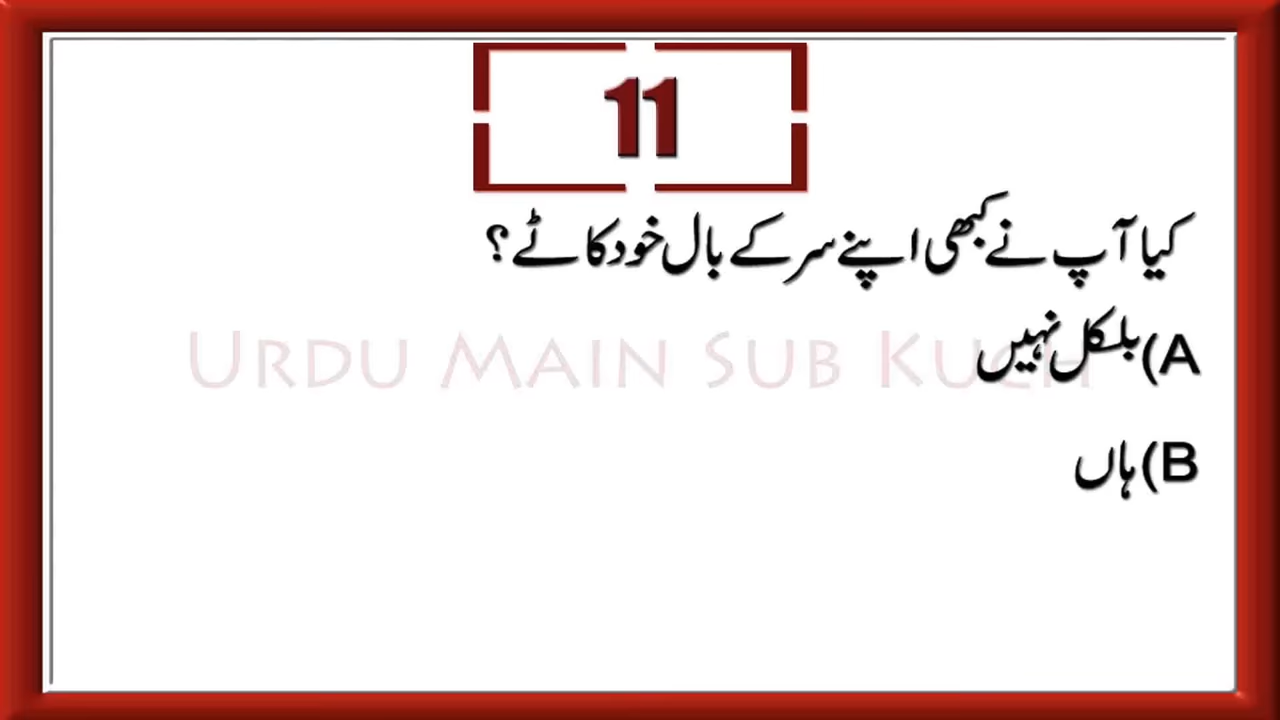 11
کیا آپ نے کبھی اپنے سر کے بال خود کاٹے ؟
A) بلکل نہیں
URDU MAIN SUB KUCH
B) ہاں